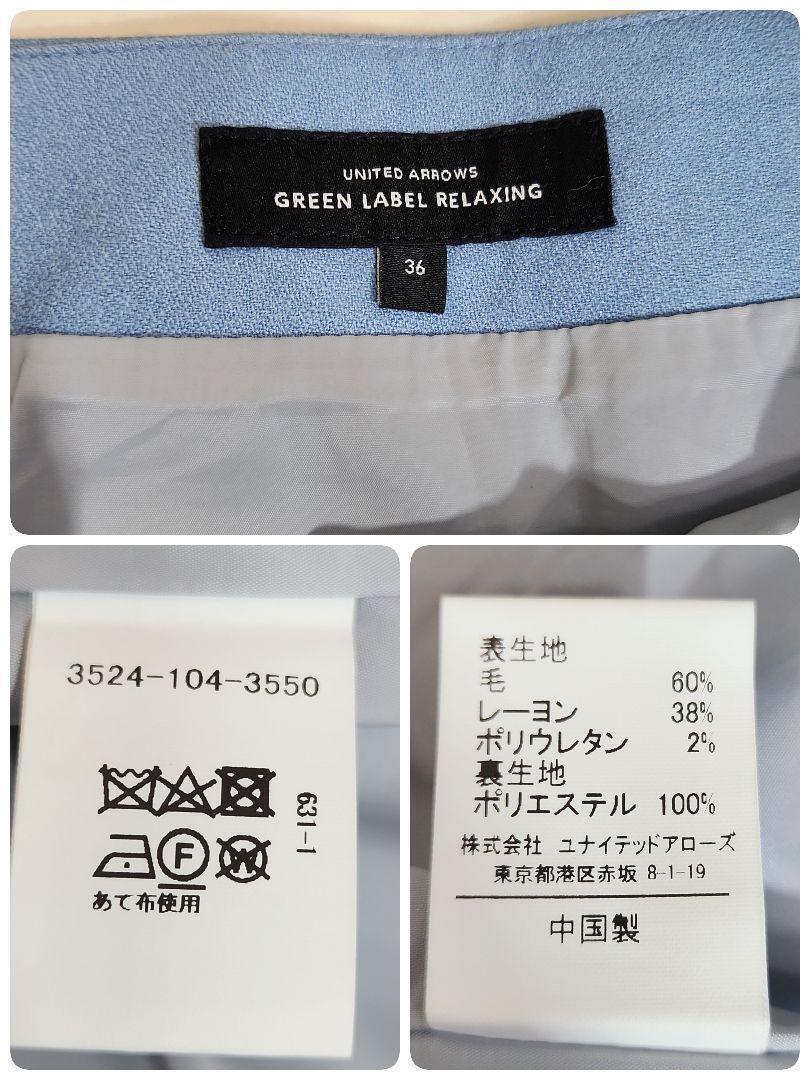 UNITED ARROWS
GREEN LABEL RELAXING
36
3524-104-3550
631-1
F
W
あて布使用
表生地
毛 60%
レーヨン 38%
ポリウレタン 2%
裏生地
ポリエステル 100%
株式会社 ユナイテッドアローズ
東京都港区赤坂 8-1-19
中国製